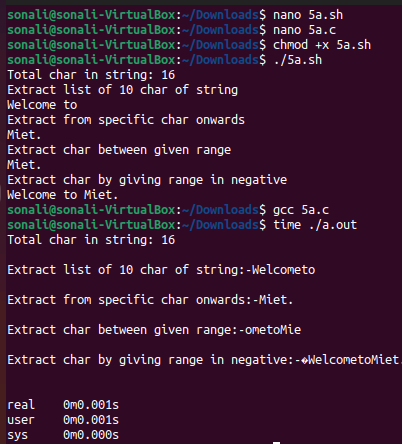 sonali@sonali-VirtualBox:~/Downloads$ nano 5a.sh
sonali@sonali-VirtualBox:~/Downloads$ nano 5a.c
sonali@sonali-VirtualBox:~/Downloads$ chmod +x 5a.sh
sonali@sonali-VirtualBox:~/Downloads$ ./5a.sh
Total char in string: 16
Extract list of 10 char of string
Welcome to
Extract from specific char onwards
Miet.
Extract char between given range
Miet.
Extract char by giving range in negative
Welcome to Miet.
sonali@sonali-VirtualBox:~/Downloads$ gcc 5a.c
sonali@sonali-VirtualBox:~/Downloads$ time ./a.out
Total char in string: 16
Extract list of 10 char of string:-Welcometo
Extract from specific char onwards:-Miet.
Extract char between given range:-ometoMie
Extract char by giving range in negative:-�WelcometoMiet.
real 0m0.001s
user 0m0.001s
sys 0m0.000s